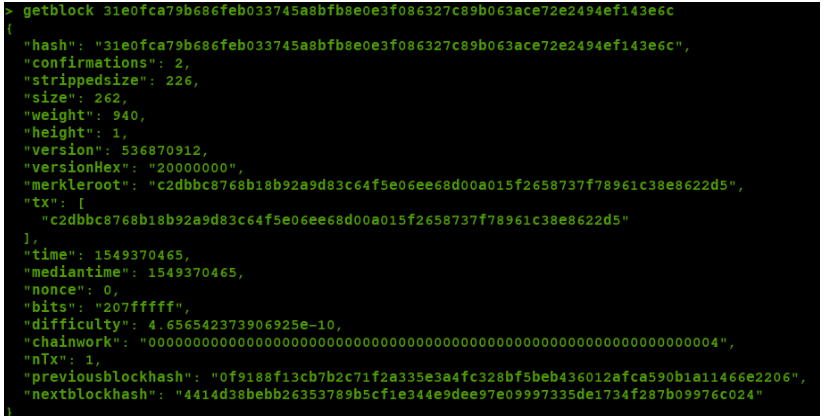 > getblock 31e0fca79b686feb033745a8bfb8e0e3f086327c89b063ace72e2494ef143e6c
{
  "hash": "31e0fca79b686feb033745a8bfb8e0e3f086327c89b063ace72e2494ef143e6c",
  "confirmations": 2,
  "strippedsize": 226,
  "size": 262,
  "weight": 940,
  "height": 1,
  "version": 536870912,
  "versionHex": "20000000",
  "merkleroot": "c2dbbc8768b18b92a9d83c64f5e06ee68d00a015f2658737f78961c38e8622d5",
  "tx": [
    "c2dbbc8768b18b92a9d83c64f5e06ee68d00a015f2658737f78961c38e8622d5"
  ],
  "time": 1549370465,
  "mediantime": 1549370465,
  "nonce": 0,
  "bits": "207fffff",
  "difficulty": 4.656542373906925e-10,
  "chainwork": "0000000000000000000000000000000000000000000000000000000000000004",
  "nTx": 1,
  "previousblockhash": "0f9188f13cb7b2c71f2a335e3a4fc328bf5beb436012afca590b1a11466e2206",
  "nextblockhash": "4414d38bebb26353789b5cf1e344e9dee97e09997335de1734f287b09976c024"
}